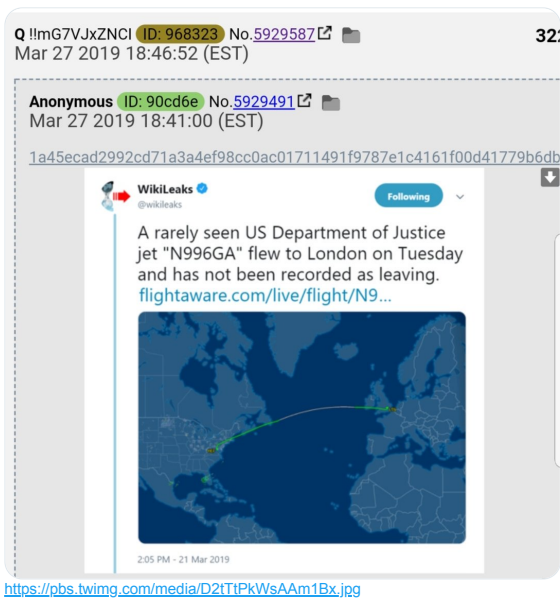 Q !!mG7VJxZNCI ID: 968323 No.5929587 322
Mar 27 2019 18:46:52 (EST)
Anonymous ID: 90cd6e No.5929491
Mar 27 2019 18:41:00 (EST)
1a45ecad2992cd71a3a4ef98cc0ac01711491f9787e1c4161f00d41779b6db
WikiLeaks
@wikileaks
Following
A rarely seen US Department of Justice
jet "N996GA" flew to London on Tuesday
and has not been recorded as leaving.
flightaware.com/live/flight/N9...
2:05 PM - 21 Mar 2019
https://pbs.twimg.com/media/D2tTtPkWsAAm1Bx.jpg